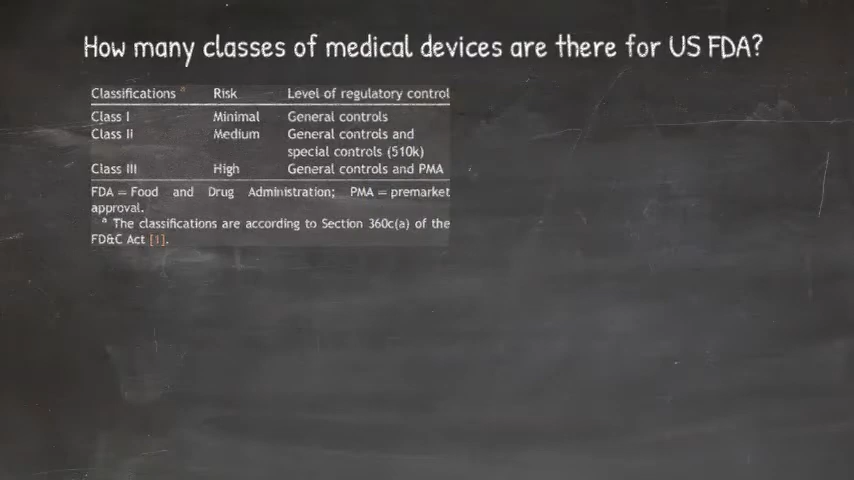 How many classes of medical devices are there for US FDA?
Classifications a Risk Level of regulatory control
Class I Minimal General controls
Class II Medium General controls and
special controls (510k)
Class III High General controls and PMA
FDA = Food and Drug Administration; PMA = premarket
approval.
a The classifications are according to Section 360c(a) of the
FD&C Act [1].